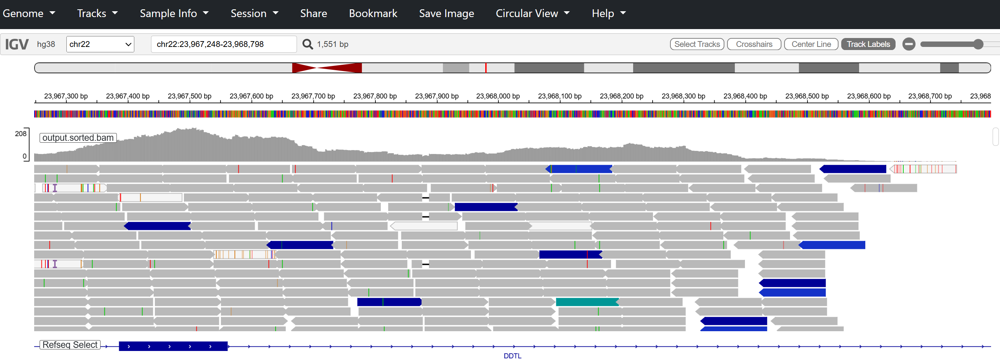 Genome Tracks Sample Info Session Share Bookmark Save Image Circular View Help
IGV hg38 chr22 chr22:23,967,248-23,968,798 1,551 bp Select Tracks Crosshairs Center Line Track Labels
23,967,300 bp 23,967,400 bp 23,967,500 bp 23,967,600 bp 23,967,700 bp 23,967,800 bp 23,967,900 bp 23,968,000 bp 23,968,100 bp 23,968,200 bp 23,968,300 bp 23,968,400 bp 23,968,500 bp 23,968,600 bp 23,968,700 bp 23,968
208
output.sorted.bam
0
Refseq Select
DDTL